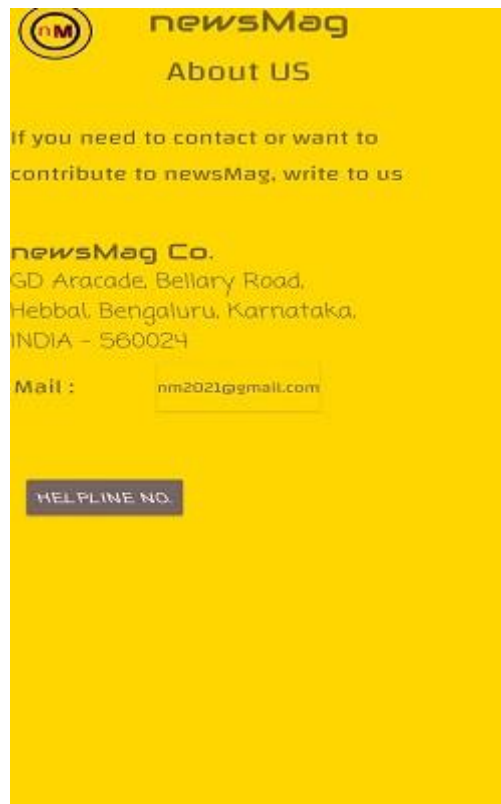 nM
newsMag
About US
If you need to contact or want to
contribute to newsMag, write to us
newsMag Co.
GD Aracade, Bellary Road,
Hebbal, Bengaluru, Karnataka,
INDIA - 560024
Mail : nm2021@gmail.com
HELPLINE NO.